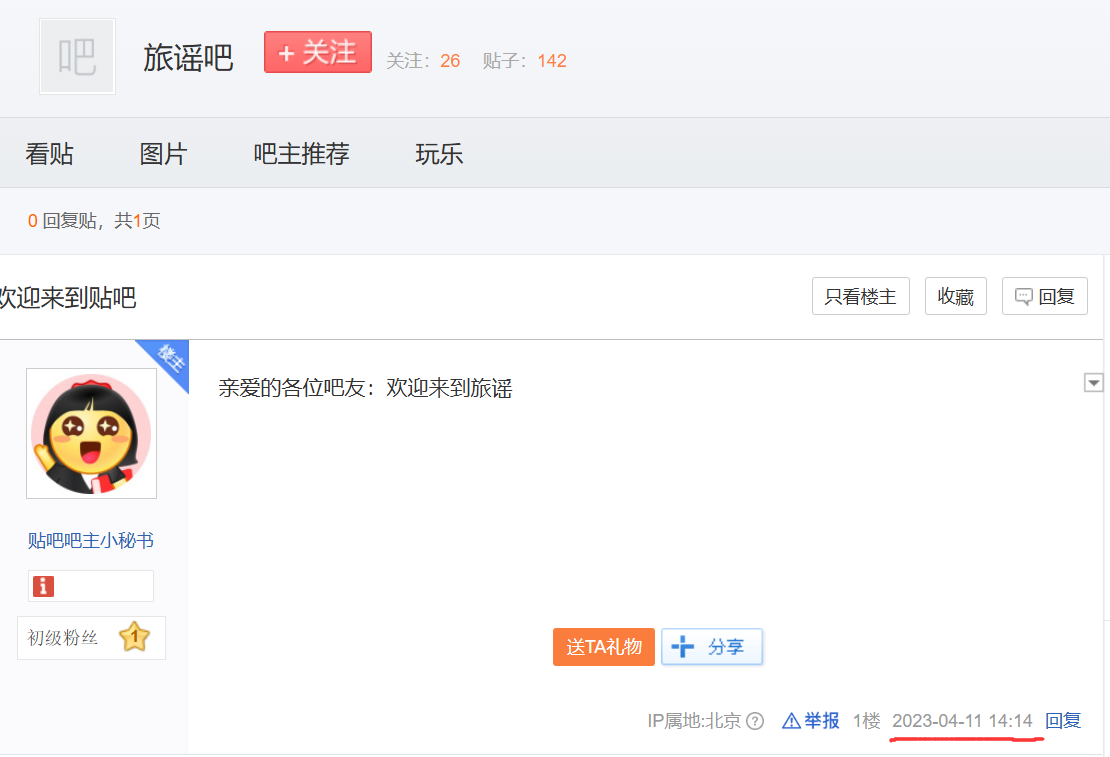 吧
旅谣吧
+ 关注
关注：26 贴子：142
看贴 图片 吧主推荐 玩乐
0 回复贴，共1页
欢迎来到贴吧
只看楼主 收藏 回复
楼主
亲爱的各位吧友：欢迎来到旅谣
贴吧吧主小秘书
初级粉丝 1
送TA礼物 分享
IP属地:北京 举报 1楼 2023-04-11 14:14 回复